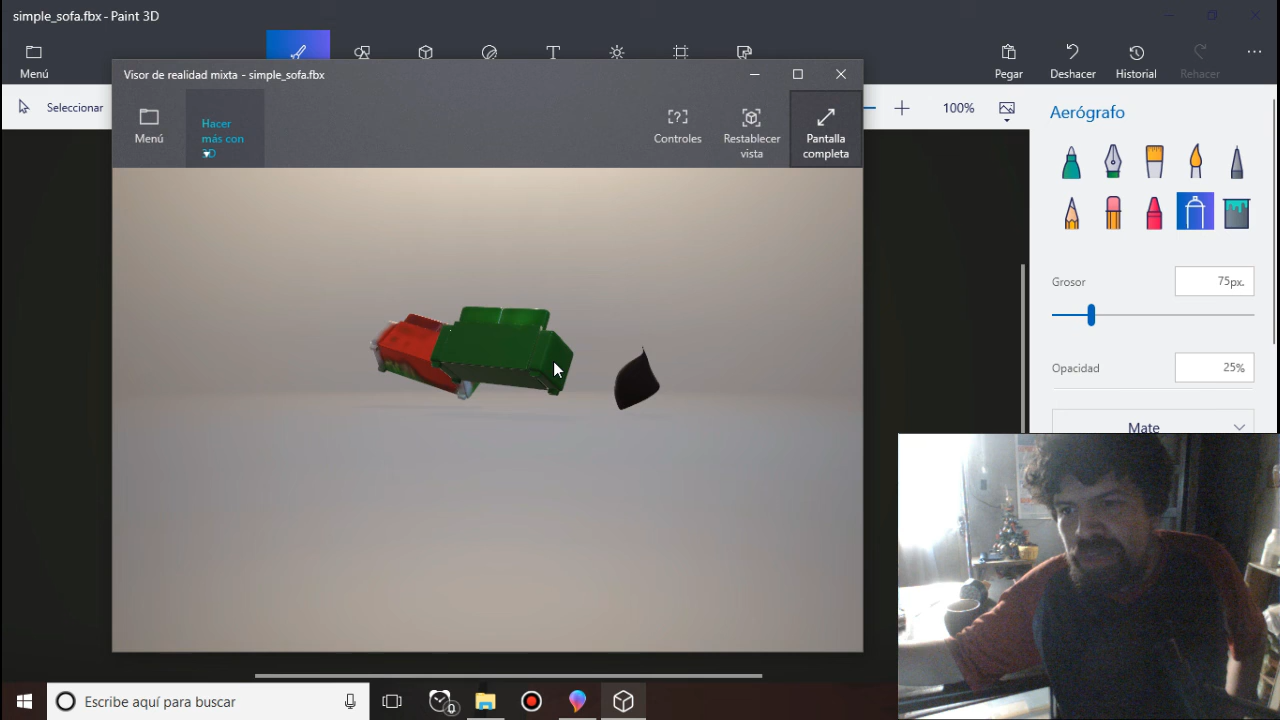 simple_sofa.fbx - Paint 3D
Menú
Pegar
Deshacer
Historial
Rehacer
Visor de realidad mixta - simple_sofa.fbx
Seleccionar
100%
Menú
Hacer
más con
3D
Controles
Restablecer
vista
Pantalla
completa
Aerógrafo
Grosor
75px.
Opacidad
25%
Mate
Escribe aquí para buscar